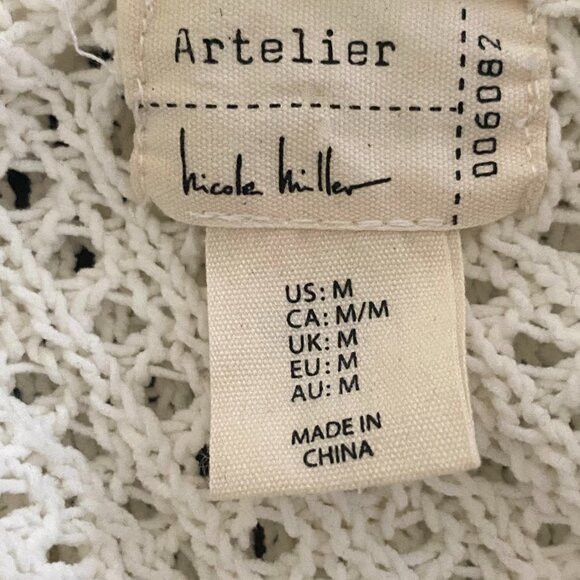 Artelier
Nicole Miller
006082
US: M
CA: M/M
UK: M
EU: M
AU: M
MADE IN
CHINA